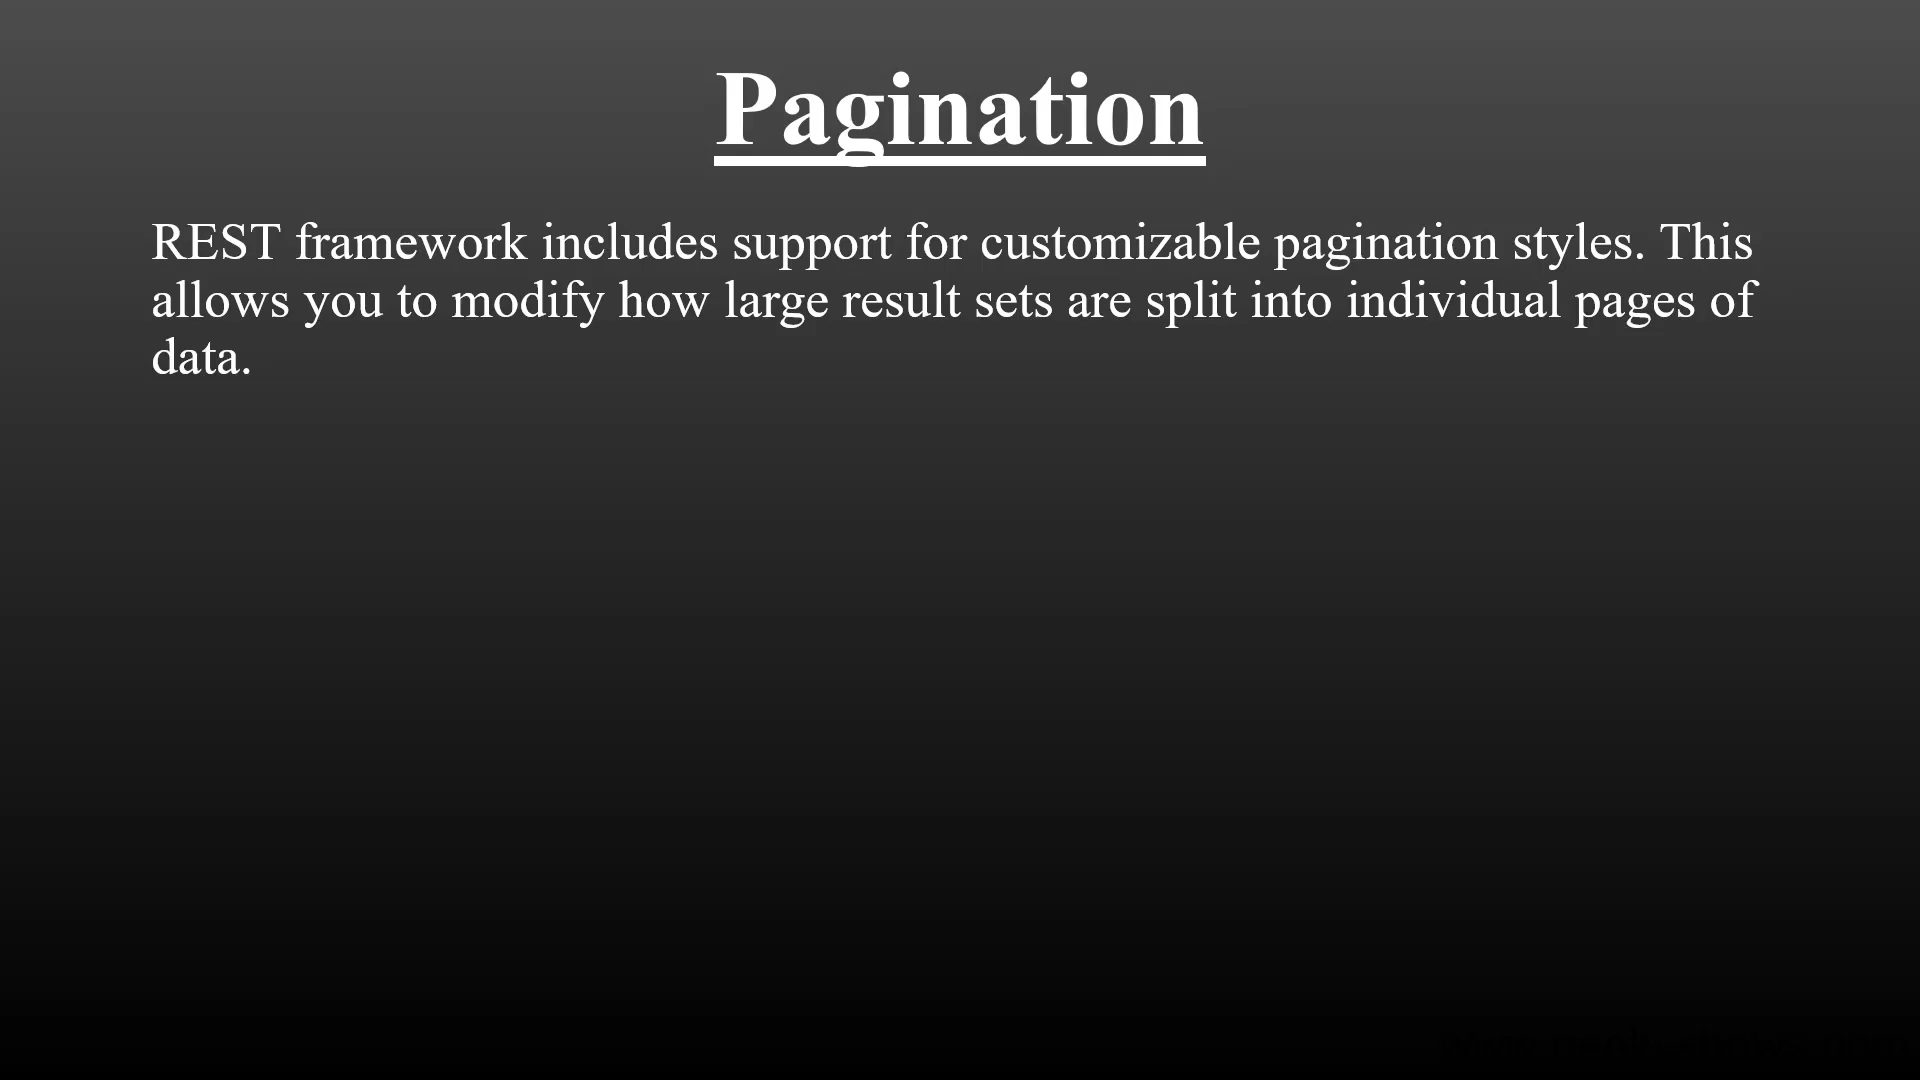 Pagination
REST framework includes support for customizable pagination styles. This
allows you to modify how large result sets are split into individual pages of
data.